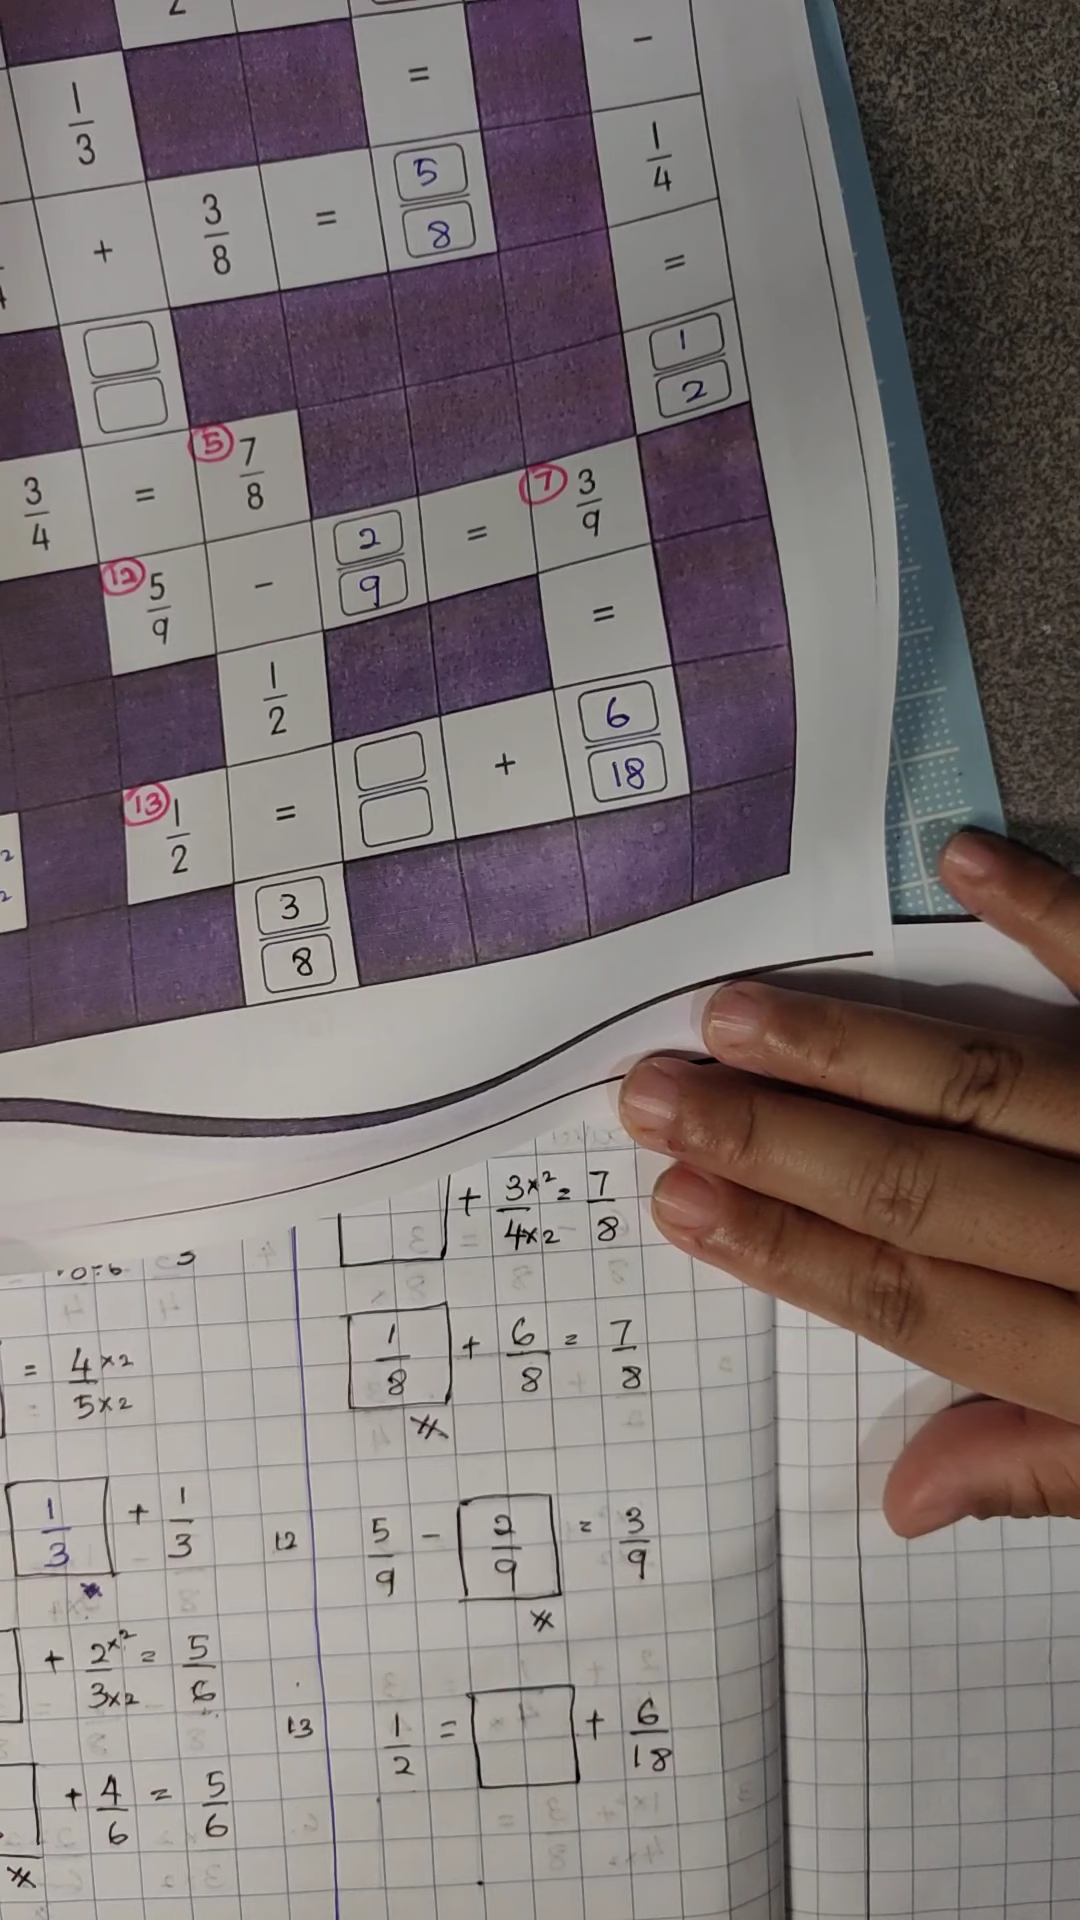 1/3
=
-
+ 3/8 = 5/8
1/4
=
1/2
3/4 = 5 7/8
12 5/9 - 2/9 = 7 3/9
=
1/2
13 1/2 = + 6/18
3/8
+ 3×2/4×2 = 7/8
= 4×2/5×2
1/8 + 6/8 = 7/8
1/3 + 1/3
12 5/9 - 2/9 = 3/9
+ 2×2/3×2 = 5/6
13 1/2 = + 6/18
+ 4/6 = 5/6